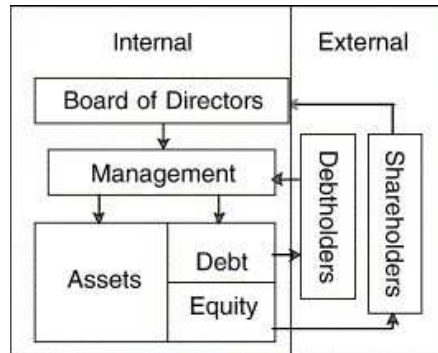 Internal
External
Board of Directors
Management
Debtholders
Shareholders
Assets
Debt
Equity